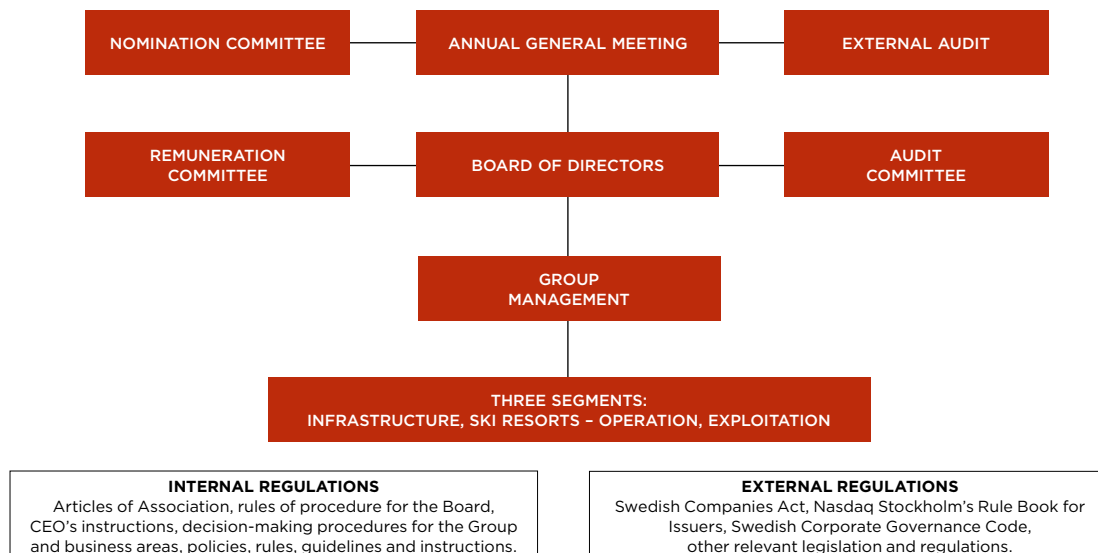 NOMINATION COMMITTEE
ANNUAL GENERAL MEETING
EXTERNAL AUDIT
REMUNERATION
COMMITTEE
BOARD OF DIRECTORS
AUDIT
COMMITTEE
GROUP
MANAGEMENT
THREE SEGMENTS:
INFRASTRUCTURE, SKI RESORTS – OPERATION, EXPLOITATION
INTERNAL REGULATIONS
Articles of Association, rules of procedure for the Board,
CEO's instructions, decision-making procedures for the Group
and business areas, policies, rules, guidelines and instructions.
EXTERNAL REGULATIONS
Swedish Companies Act, Nasdaq Stockholm's Rule Book for
Issuers, Swedish Corporate Governance Code,
other relevant legislation and regulations.